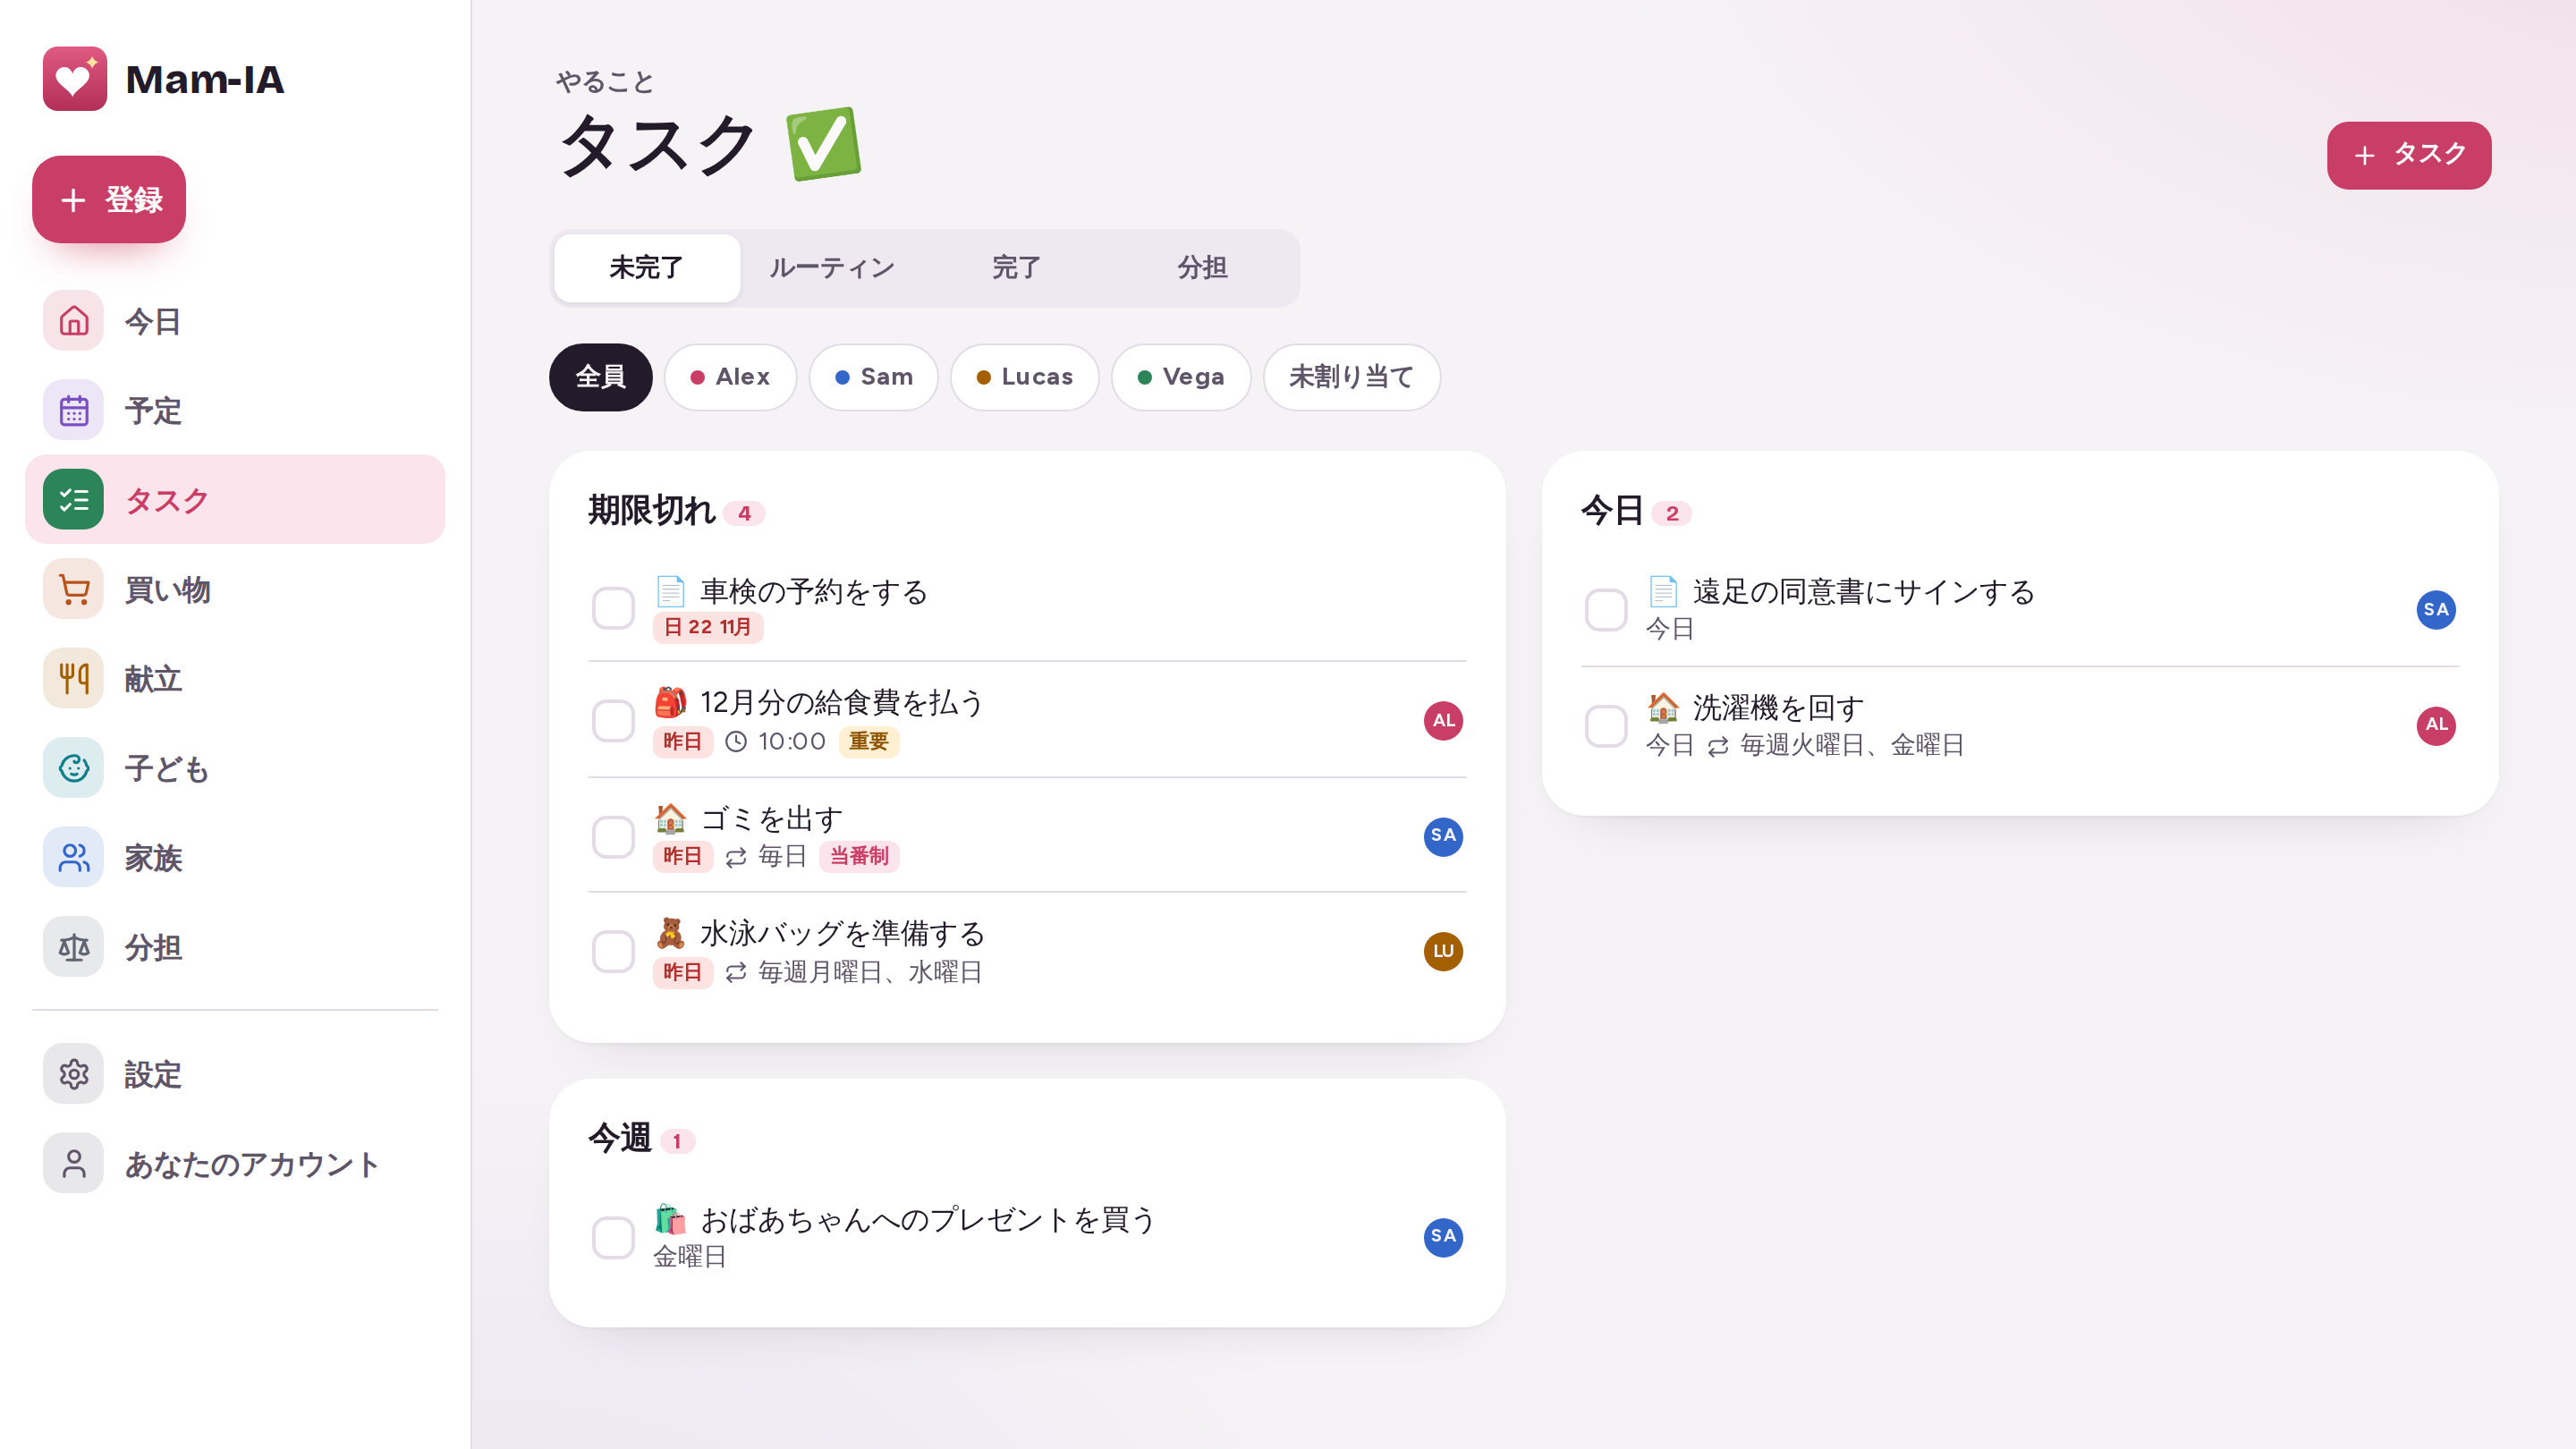 Mam-IA
登録
今日
予定
タスク
買い物
献立
子ども
家族
分担
設定
あなたのアカウント
やること
タスク ✅
タスク
未完了 ルーティン 完了 分担
全員 Alex Sam Lucas Vega 未割り当て
期限切れ 4
車検の予約をする
日 22 11月
12月分の給食費を払う
昨日 10:00 重要
AL
ゴミを出す
昨日 毎日 当番制
SA
水泳バッグを準備する
昨日 毎週月曜日、水曜日
LU
今日 2
遠足の同意書にサインする
今日
SA
洗濯機を回す
今日 毎週火曜日、金曜日
AL
今週 1
おばあちゃんへのプレゼントを買う
金曜日
SA